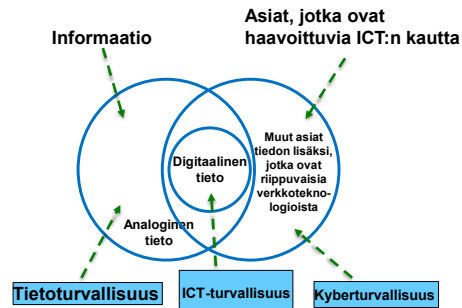 Informaatio
Asiat, jotka ovat
haavoittuvia ICT:n kautta
Digitaalinen
tieto
Muut asiat
tiedon lisäksi,
jotka ovat
riippuvaisia
verkkotekno-
logioista
Analoginen
tieto
Tietoturvallisuus
ICT-turvallisuus
Kyberturvallisuus